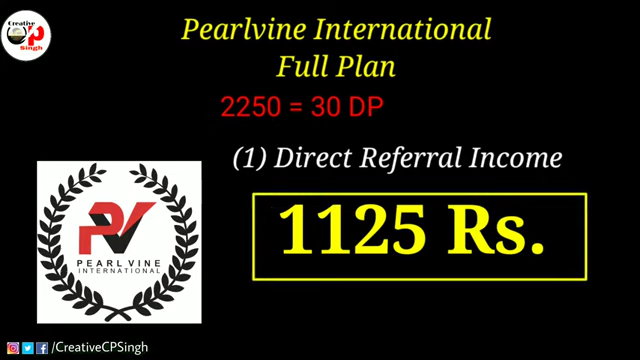 Creative
CP
Singh
Pearlvine International
Full Plan
2250 = 30 DP
(1) Direct Referral Income
1125 Rs.
PV
PEARL VINE
INTERNATIONAL
/CreativeCPSingh